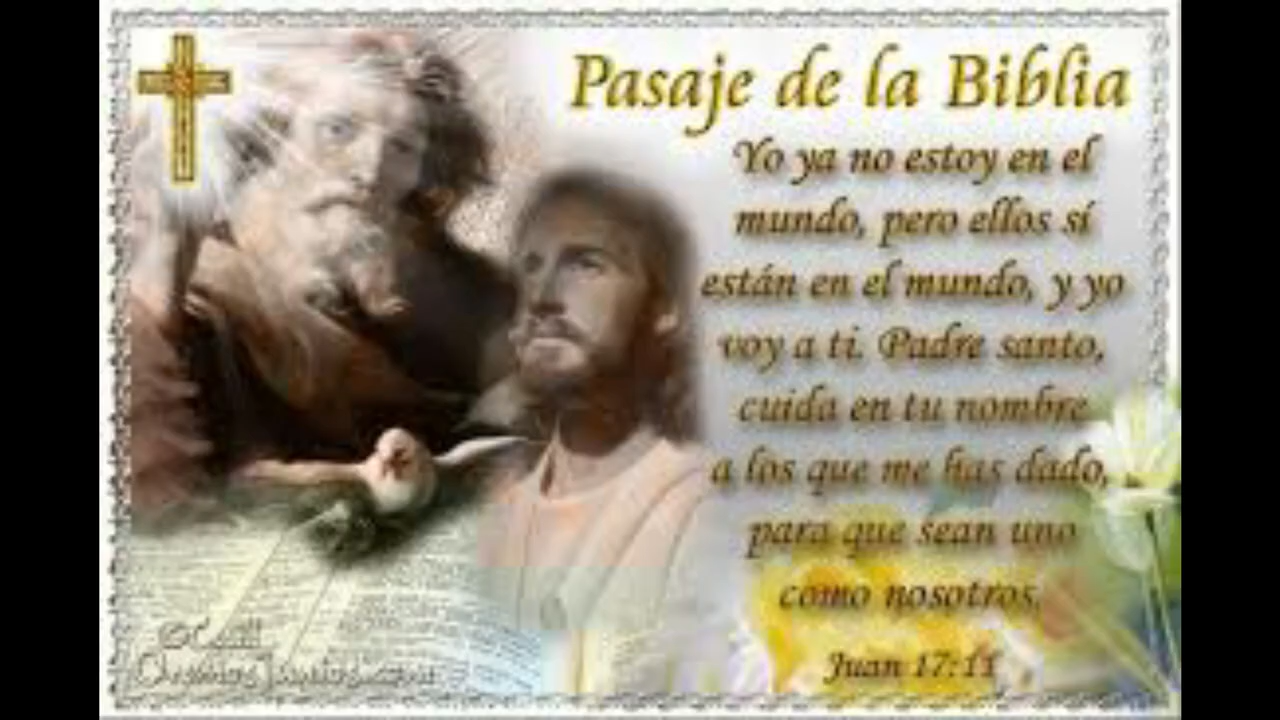 Pasaje de la Biblia
Yo ya no estoy en el
mundo, pero ellos sí
están en el mundo, y yo
voy a ti. Padre santo,
cuida en tu nombre
a los que me has dado,
para que sean uno
como nosotros.
Juan 17:11